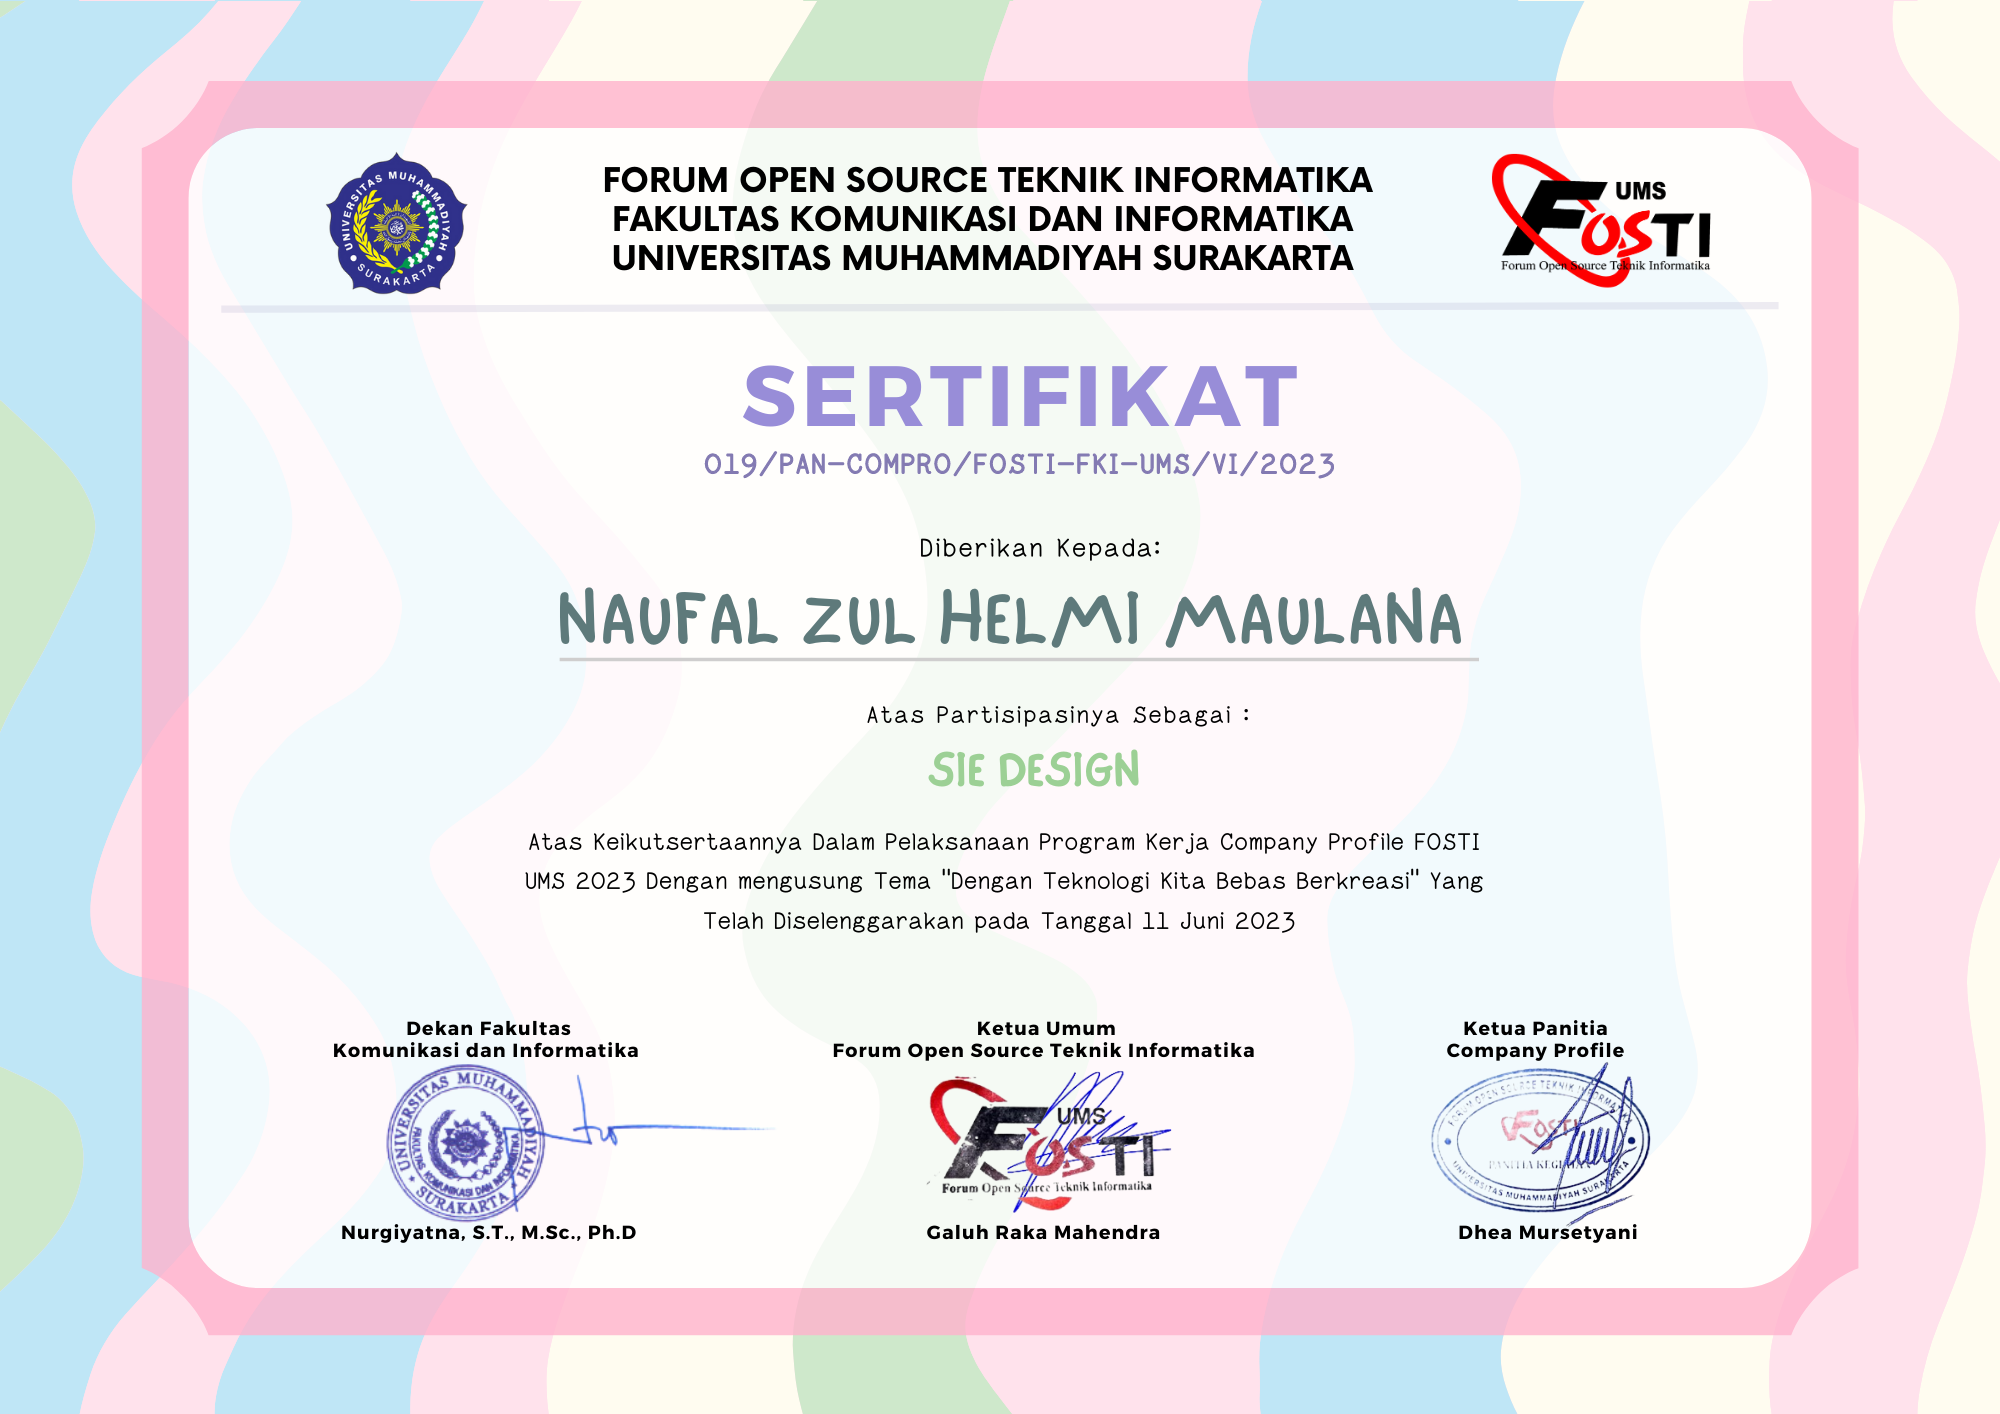 UNIVERSITAS MUHAMMADIYAH
SURAKARTA
FORUM OPEN SOURCE TEKNIK INFORMATIKA
FAKULTAS KOMUNIKASI DAN INFORMATIKA
UNIVERSITAS MUHAMMADIYAH SURAKARTA
UMS
FOSTI
Forum Open Source Teknik Informatika
SERTIFIKAT
019/PAN-COMPRO/FOSTI-FKI-UMS/VI/2023
Diberikan Kepada:
NAUFAL ZUL HELMI MAULANA
Atas Partisipasinya Sebagai :
SIE DESIGN
Atas Keikutsertaannya Dalam Pelaksanaan Program Kerja Company Profile FOSTI
UMS 2023 Dengan mengusung Tema "Dengan Teknologi Kita Bebas Berkreasi" Yang
Telah Diselenggarakan pada Tanggal 11 Juni 2023
Dekan Fakultas
Komunikasi dan Informatika
UNIVERSITAS MUHAMMADIYAH
FAKULTAS KOMUNIKASI DAN INFORMATIKA
SURAKARTA
Nurgiyatna, S.T., M.Sc., Ph.D
Ketua Umum
Forum Open Source Teknik Informatika
UMS
FOSTI
Forum Open Source Teknik Informatika
Galuh Raka Mahendra
Ketua Panitia
Company Profile
FORUM OPEN SOURCE TEKNIK INFORMATIKA
FOSTI
PANITIA
UNIVERSITAS MUHAMMADIYAH SURAKARTA
Dhea Mursetyani